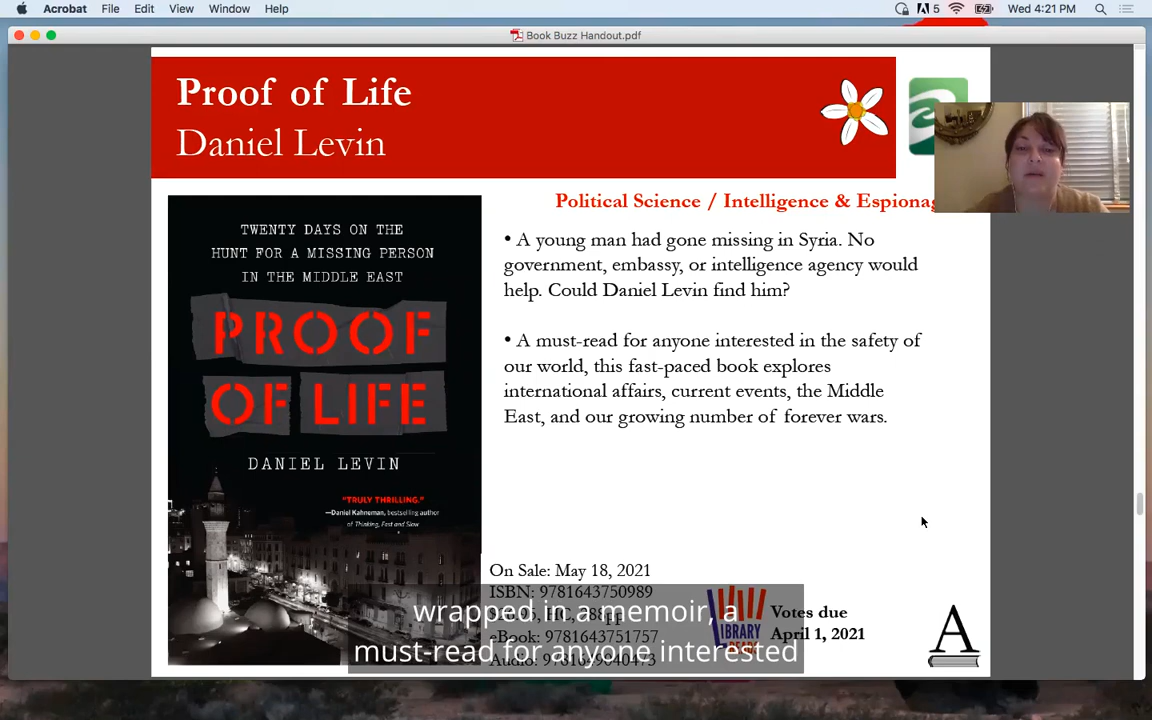 Acrobat File Edit View Window Help
5 Wed 4:21 PM
Book Buzz Handout.pdf
Proof of Life
Daniel Levin
Political Science / Intelligence & Espionag
TWENTY DAYS ON THE
HUNT FOR A MISSING PERSON
IN THE MIDDLE EAST
PROOF
OF LIFE
DANIEL LEVIN
"TRULY THRILLING."
—Daniel Kahneman, bestselling author
of Thinking, Fast and Slow
• A young man had gone missing in Syria. No
government, embassy, or intelligence agency would
help. Could Daniel Levin find him?
• A must-read for anyone interested in the safety of
our world, this fast-paced book explores
international affairs, current events, the Middle
East, and our growing number of forever wars.
On Sale: May 18, 2021
ISBN: 9781643750989
eBook: 9781643751757
Audio:
LIBRARY
READS
Votes due
April 1, 2021
A
wrapped in a memoir, a
must-read for anyone interested